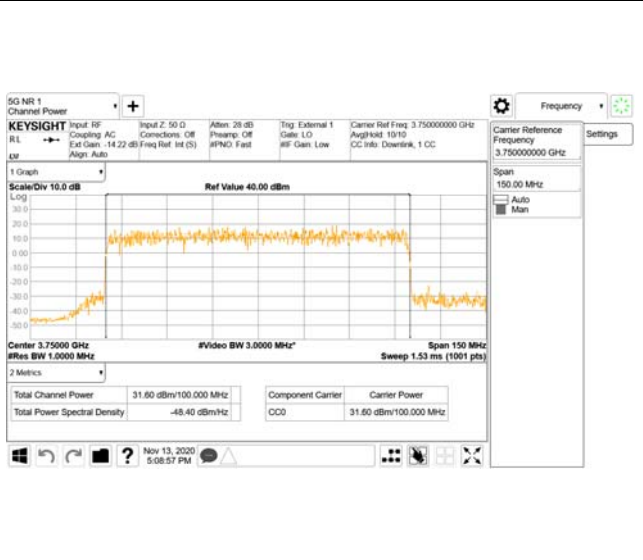 5G NR 1
Channel Power
Frequency
KEYSIGHT
RL
Input: RF
Coupling: AC
Ext Gain: -14.22 dB
Align: Auto
Input Z: 50 Ω
Corrections: Off
Freq Ref: Int (S)
Atten: 28 dB
Preamp: Off
#PNO: Fast
Trig: External 1
Gate: LO
#IF Gain: Low
Carrier Ref Freq: 3.750000000 GHz
Avg|Hold: 10/10
CC Info: Downlink, 1 CC
Carrier Reference
Frequency
3.750000000 GHz
Settings
Span
150.00 MHz
Auto
Man
1 Graph
Scale/Div 10.0 dB
Ref Value 40.00 dBm
Log
30.0
20.0
10.0
0.00
-10.0
-20.0
-30.0
-40.0
-50.0
Center 3.75000 GHz
#Video BW 3.0000 MHz*
Span 150 MHz
#Res BW 1.0000 MHz
Sweep 1.53 ms (1001 pts)
2 Metrics
Total Channel Power 31.60 dBm/100.000 MHz
Total Power Spectral Density -48.40 dBm/Hz
Component Carrier Carrier Power
CC0 31.60 dBm/100.000 MHz
?
Nov 13, 2020
5:08:57 PM